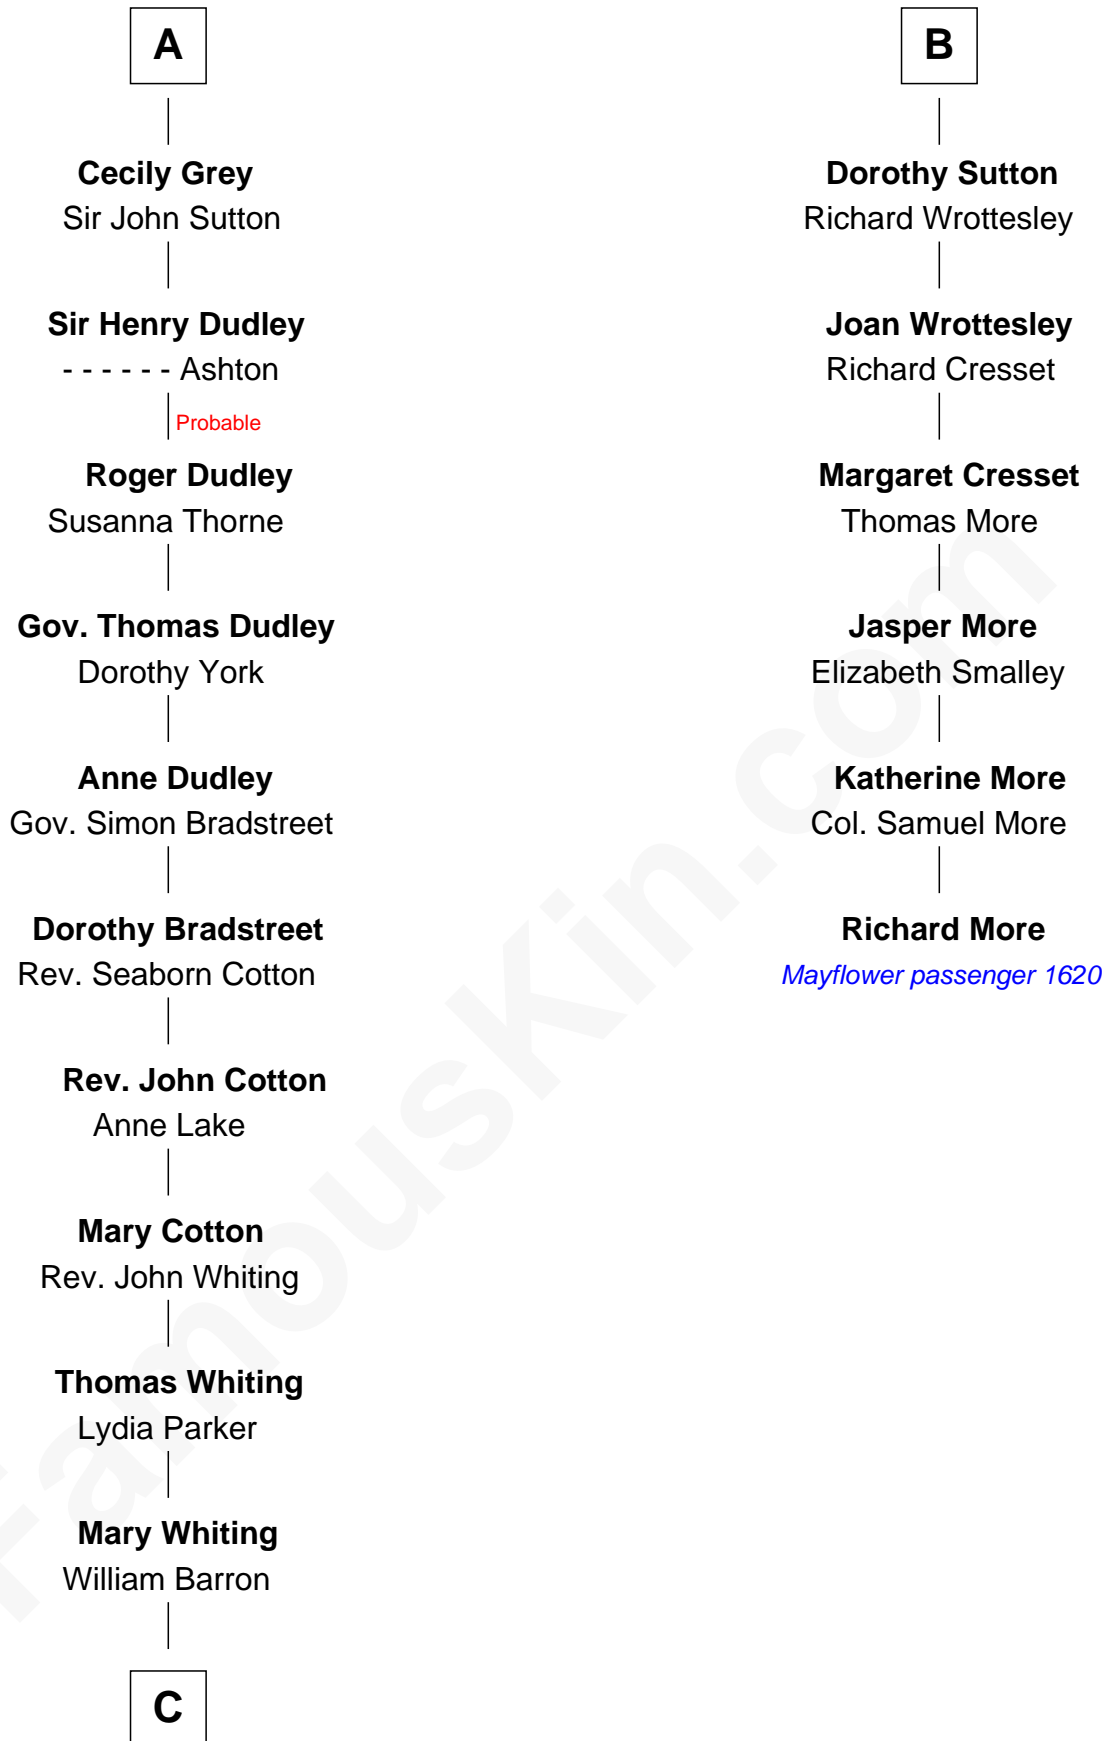 A
Cecily Grey
Sir John Sutton
Sir Henry Dudley
- - - - - - Ashton
Probable
Roger Dudley
Susanna Thorne
Gov. Thomas Dudley
Dorothy York
Anne Dudley
Gov. Simon Bradstreet
Dorothy Bradstreet
Rev. Seaborn Cotton
Rev. John Cotton
Anne Lake
Mary Cotton
Rev. John Whiting
Thomas Whiting
Lydia Parker
Mary Whiting
William Barron
C
B
Dorothy Sutton
Richard Wrottesley
Joan Wrottesley
Richard Cresset
Margaret Cresset
Thomas More
Jasper More
Elizabeth Smalley
Katherine More
Col. Samuel More
Richard More
Mayflower passenger 1620
FamousKin.com